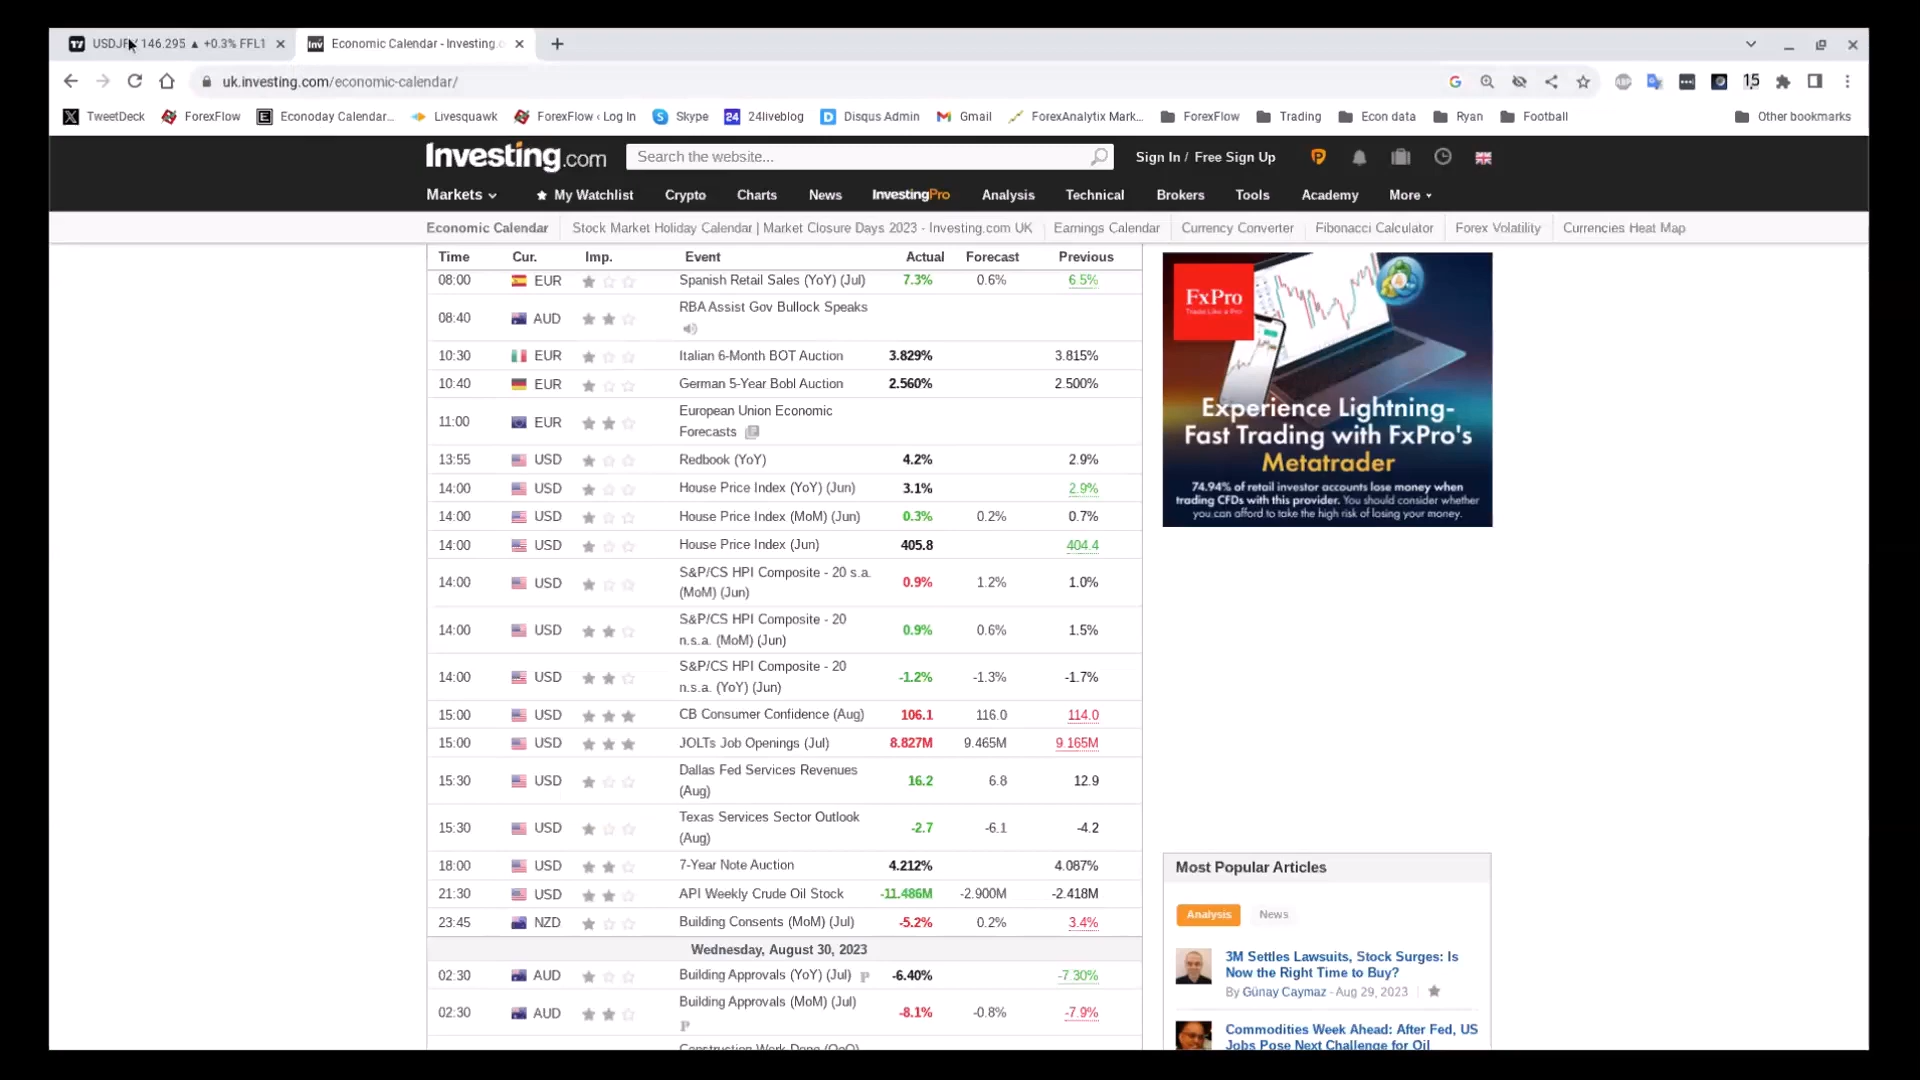 USDJP 146.295 ▲ +0.3% FFL1
Economic Calendar - Investing.c
uk.investing.com/economic-calendar/
15
TweetDeck ForexFlow Econoday Calendar... Livesquawk ForexFlow ‹ Log In Skype 24liveblog Disqus Admin Gmail ForexAnalytix Mark... ForexFlow Trading Econ data Ryan Football Other bookmarks
Investing.com Search the website... Sign In / Free Sign Up
Markets My Watchlist Crypto Charts News InvestingPro Analysis Technical Brokers Tools Academy More
Economic Calendar Stock Market Holiday Calendar | Market Closure Days 2023 - Investing.com UK Earnings Calendar Currency Converter Fibonacci Calculator Forex Volatility Currencies Heat Map
Time Cur. Imp. Event Actual Forecast Previous
08:00 EUR Spanish Retail Sales (YoY) (Jul) 7.3% 0.6% 6.5%
08:40 AUD RBA Assist Gov Bullock Speaks
10:30 EUR Italian 6-Month BOT Auction 3.829% 3.815%
10:40 EUR German 5-Year Bobl Auction 2.560% 2.500%
11:00 EUR European Union Economic
Forecasts
13:55 USD Redbook (YoY) 4.2% 2.9%
14:00 USD House Price Index (YoY) (Jun) 3.1% 2.9%
14:00 USD House Price Index (MoM) (Jun) 0.3% 0.2% 0.7%
14:00 USD House Price Index (Jun) 405.8 404.4
14:00 USD S&P/CS HPI Composite - 20 s.a.
(MoM) (Jun) 0.9% 1.2% 1.0%
14:00 USD S&P/CS HPI Composite - 20
n.s.a. (MoM) (Jun) 0.9% 0.6% 1.5%
14:00 USD S&P/CS HPI Composite - 20
n.s.a. (YoY) (Jun) -1.2% -1.3% -1.7%
15:00 USD CB Consumer Confidence (Aug) 106.1 116.0 114.0
15:00 USD JOLTs Job Openings (Jul) 8.827M 9.465M 9.165M
15:30 USD Dallas Fed Services Revenues
(Aug) 16.2 6.8 12.9
15:30 USD Texas Services Sector Outlook
(Aug) -2.7 -6.1 -4.2
18:00 USD 7-Year Note Auction 4.212% 4.087%
21:30 USD API Weekly Crude Oil Stock -11.486M -2.900M -2.418M
23:45 NZD Building Consents (MoM) (Jul) -5.2% 0.2% 3.4%
Wednesday, August 30, 2023
02:30 AUD Building Approvals (YoY) (Jul) P -6.40% -7.30%
02:30 AUD Building Approvals (MoM) (Jul)
P -8.1% -0.8% -7.9%
Construction Work Done (QoQ)
FxPro
Trade Like a Pro
Experience Lightning-
Fast Trading with FxPro's
Metatrader
74.94% of retail investor accounts lose money when
trading CFDs with this provider. You should consider whether
you can afford to take the high risk of losing your money.
Most Popular Articles
Analysis News
3M Settles Lawsuits, Stock Surges: Is
Now the Right Time to Buy?
By Günay Caymaz - Aug 29, 2023
Commodities Week Ahead: After Fed, US
Jobs Pose Next Challenge for Oil